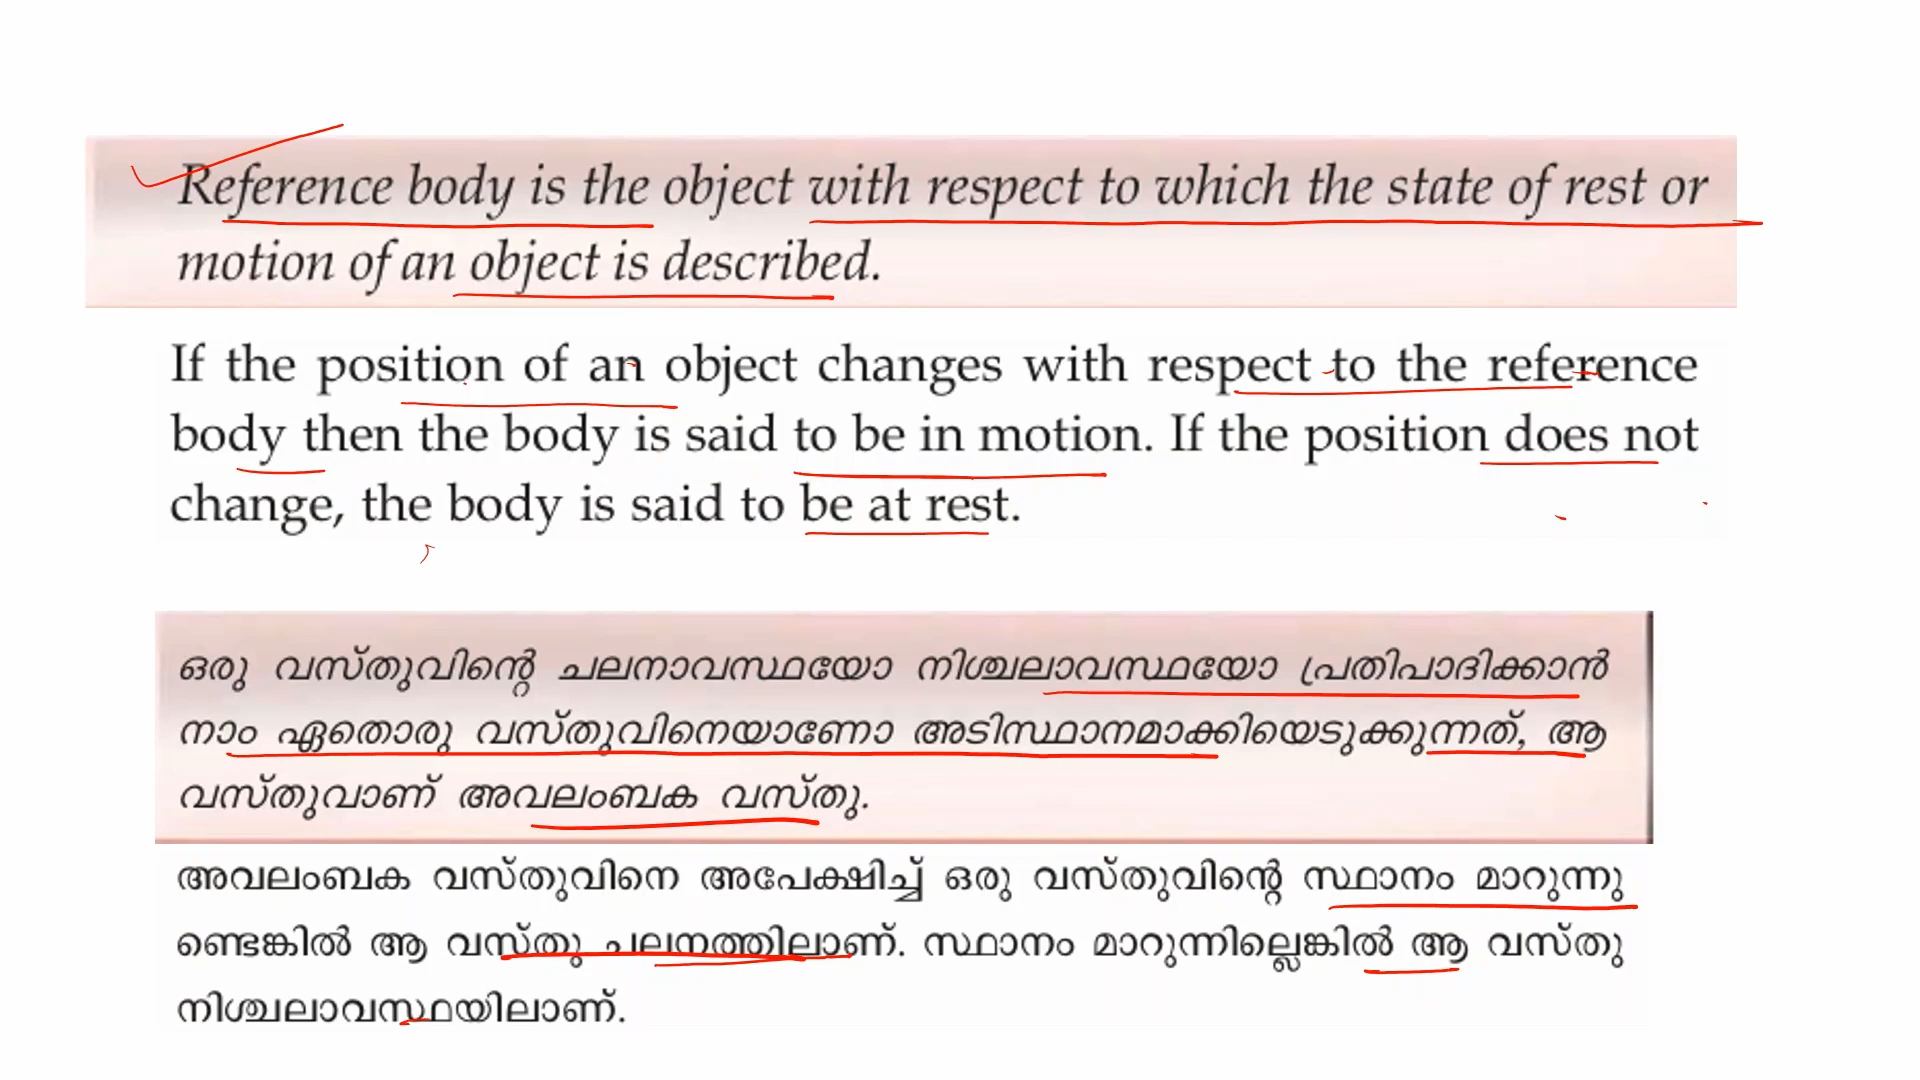 Reference body is the object with respect to which the state of rest or
motion of an object is described.
If the position of an object changes with respect to the reference
body then the body is said to be in motion. If the position does not
change, the body is said to be at rest.
ഒരു വസ്തുവിന്റെ ചലനാവസ്ഥയോ നിശ്ചലാവസ്ഥയോ പ്രതിപാദിക്കാൻ
നാം ഏതൊരു വസ്തുവിനെയാണോ അടിസ്ഥാനമാക്കിയെടുക്കുന്നത്, ആ
വസ്തുവാണ് അവലംബക വസ്തു.
അവലംബക വസ്തുവിനെ അപേക്ഷിച്ച് ഒരു വസ്തുവിന്റെ സ്ഥാനം മാറുന്നു
ണ്ടെങ്കിൽ ആ വസ്തു ചലനത്തിലാണ്. സ്ഥാനം മാറുന്നില്ലെങ്കിൽ ആ വസ്തു
നിശ്ചലാവസ്ഥയിലാണ്.